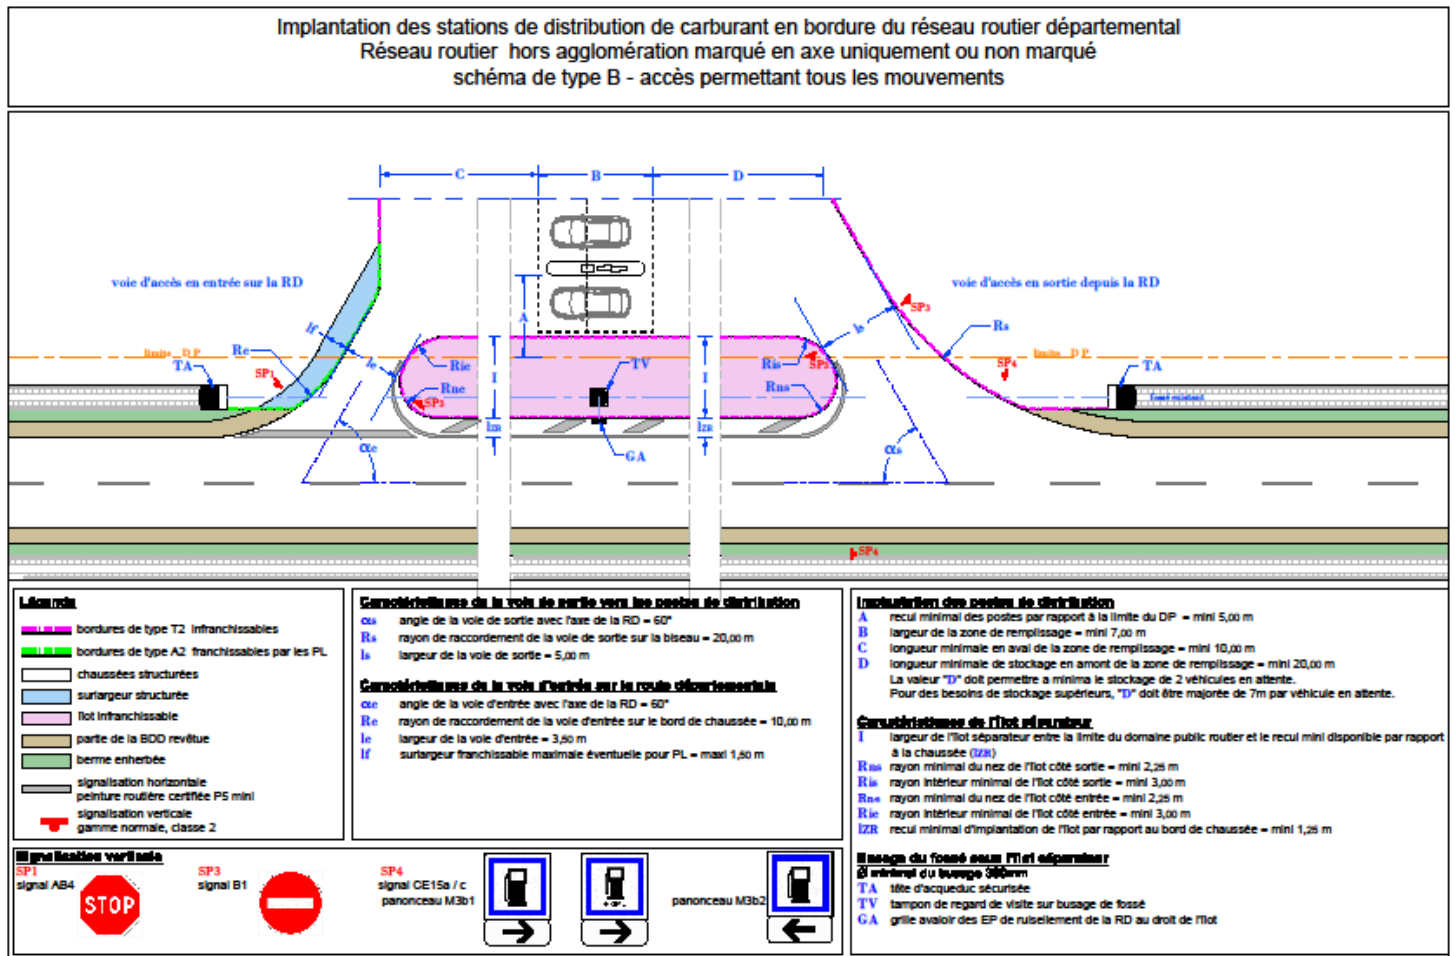 Implantation des stations de distribution de carburant en bordure du réseau routier départemental
Réseau routier hors agglomération marqué en axe uniquement ou non marqué
schéma de type B - accès permettant tous les mouvements
C
B
D
voie d'accès en entrée sur la RD
voie d'accès en sortie depuis la RD
A
SP3
Rs
lf
le
ls
limite DP
Re
Rie
Ris
SP3
limite DP
TA
SP1
I
TV
I
SP4
TA
Rne
Rns
SP3
fossé existant
lZR
lZR
αe
GA
αs
SP4
Légende
bordures de type T2 infranchissables
bordures de type A2 franchissables par les PL
chaussées structurées
surlargeur structurée
îlot infranchissable
partie de la BDD revêtue
berme enherbée
signalisation horizontale
peinture routière certifiée P5 mini
signalisation verticale
gamme normale, classe 2
Caractéristiques de la voie de sortie vers les postes de distribution
αs angle de la voie de sortie avec l'axe de la RD = 60°
Rs rayon de raccordement de la voie de sortie sur la biseau = 20,00 m
ls largeur de la voie de sortie = 5,00 m
Caractéristiques de la voie d'entrée sur la route départementale
αe angle de la voie d'entrée avec l'axe de la RD = 60°
Re rayon de raccordement de la voie d'entrée sur le bord de chaussée = 10,00 m
le largeur de la voie d'entrée = 3,50 m
lf surlargeur franchissable maximale éventuelle pour PL = maxi 1,50 m
Implantation des postes de distribution
A recul minimal des postes par rapport à la limite du DP = mini 5,00 m
B largeur de la zone de remplissage = mini 7,00 m
C longueur minimale en aval de la zone de remplissage = mini 10,00 m
D longueur minimale de stockage en amont de la zone de remplissage = mini 20,00 m
La valeur "D" doit permettre a minima le stockage de 2 véhicules en attente.
Pour des besoins de stockage supérieurs, "D" doit être majorée de 7m par véhicule en attente.
Caractéristiques de l'îlot séparateur
I largeur de l'îlot séparateur entre la limite du domaine public routier et le recul mini disponible par rapport
à la chaussée (lZR)
Rns rayon minimal du nez de l'îlot côté sortie = mini 2,25 m
Ris rayon intérieur minimal de l'îlot côté sortie = mini 3,00 m
Rne rayon minimal du nez de l'îlot côté entrée = mini 2,25 m
Rie rayon intérieur minimal de l'îlot côté entrée = mini 3,00 m
lZR recul minimal d'implantation de l'îlot par rapport au bord de chaussée = mini 1,25 m
Busage du fossé sous l'îlot séparateur
Ø minimal du busage 300mm
TA tête d'acqueduc sécurisée
TV tampon de regard de visite sur busage de fossé
GA grille avaloir des EP de ruisellement de la RD au droit de l'îlot
Signalisation verticale
SP1
signal AB4
STOP
SP3
signal B1
SP4
signal CE15a / c
panonceau M3b1
panonceau M3b2